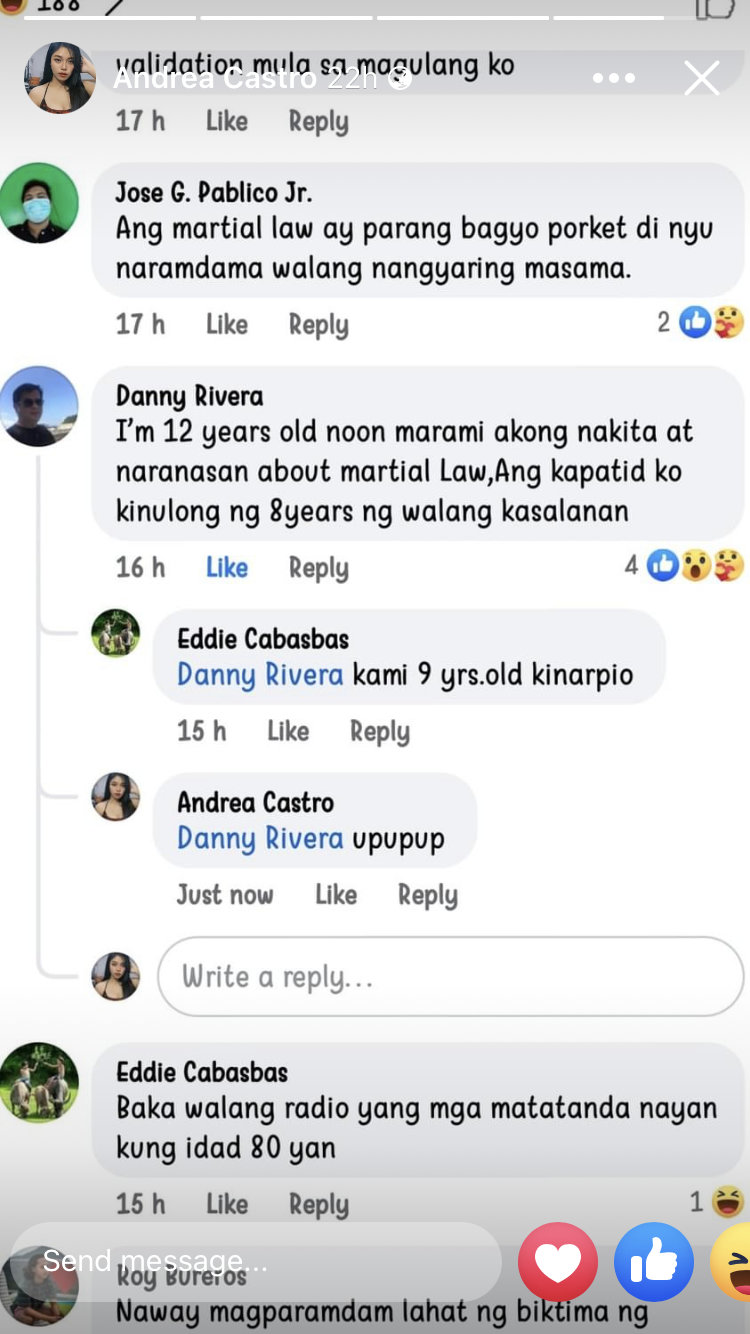 188
validation mula sa magulang ko
Andrea Castro 22h
17 h Like Reply
Jose G. Pablico Jr.
Ang martial law ay parang bagyo porket di nyu
naramdama walang nangyaring masama.
17 h Like Reply 2
Danny Rivera
I'm 12 years old noon marami akong nakita at
naranasan about martial Law,Ang kapatid ko
kinulong ng 8years ng walang kasalanan
16 h Like Reply 4
Eddie Cabasbas
Danny Rivera kami 9 yrs.old kinarpio
15 h Like Reply
Andrea Castro
Danny Rivera upupup
Just now Like Reply
Write a reply...
Eddie Cabasbas
Baka walang radio yang mga matatanda nayan
kung idad 80 yan
15 h Like Reply 1
Send message...
Roy Bureros
Naway magparamdam lahat ng biktima ng